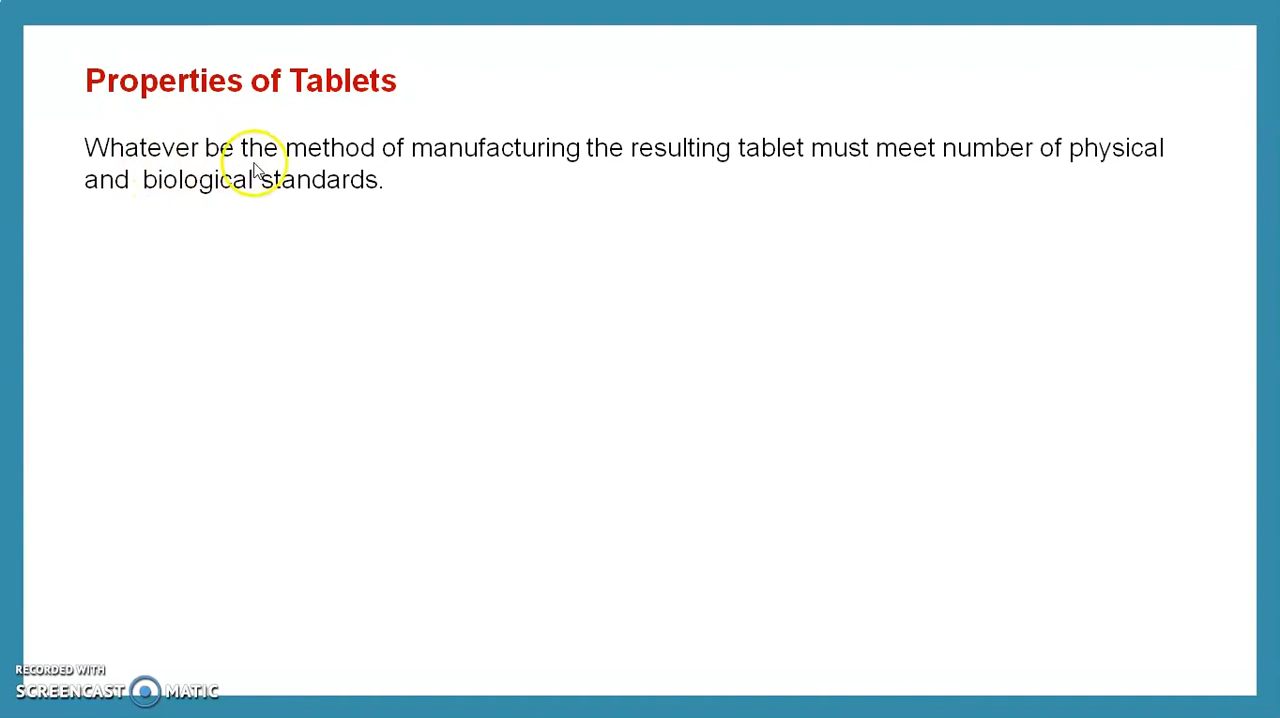 Properties of Tablets
Whatever be the method of manufacturing the resulting tablet must meet number of physical
and biological standards.
RECORDED WITH
SCREENCAST MATIC